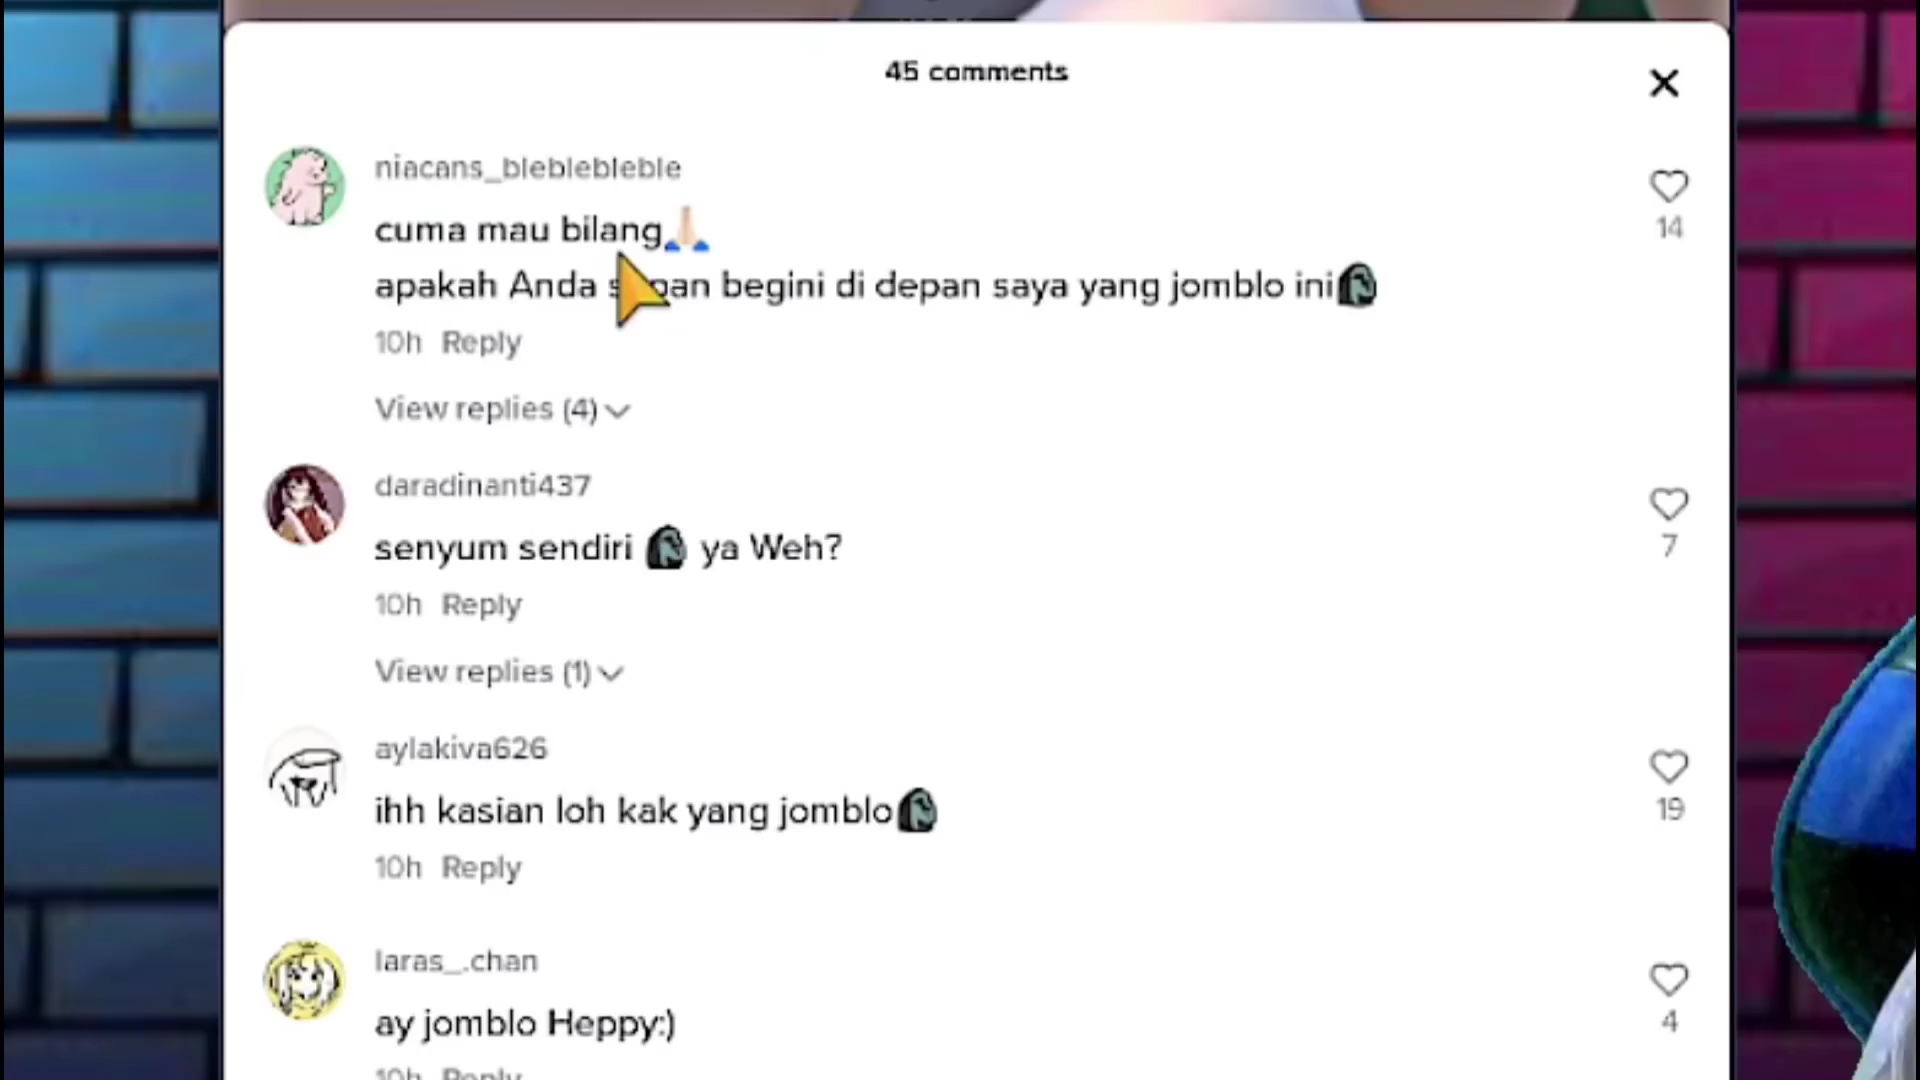 45 comments
niacans_bleblebleble
14
cuma mau bilang🙏🏻
apakah Anda begini di depan saya yang jomblo ini
10h Reply
View replies (4)
daradinanti437
7
senyum sendiri ya Weh?
10h Reply
View replies (1)
aylakiva626
19
ihh kasian loh kak yang jomblo
10h Reply
laras_.chan
4
ay jomblo Heppy:)
10h Reply